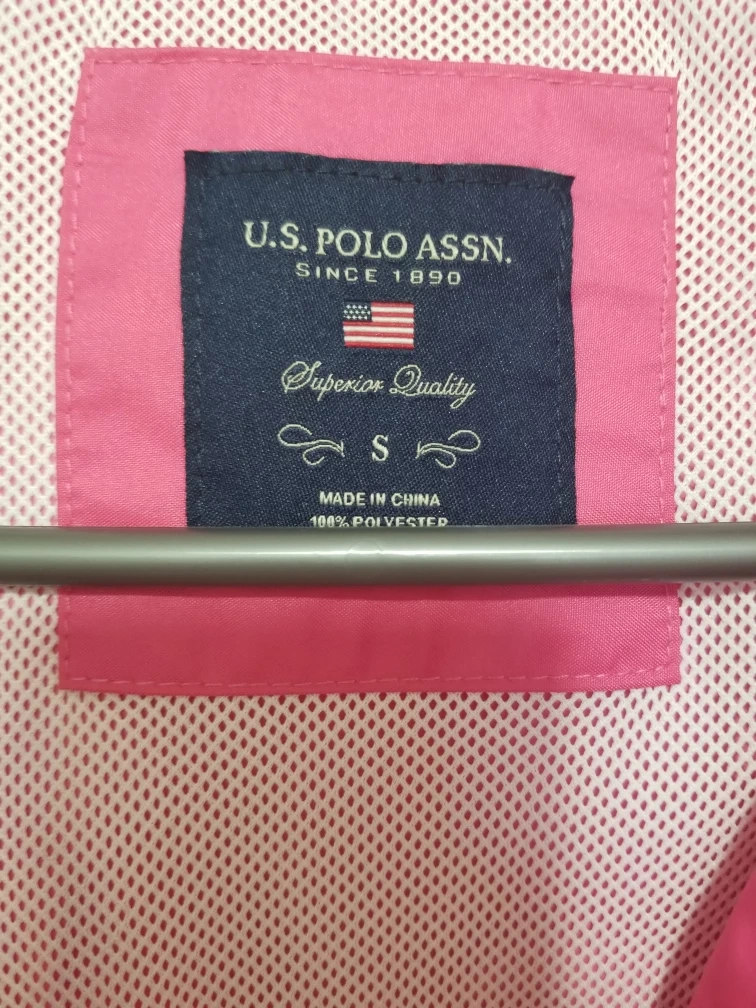 U.S. POLO ASSN.
SINCE 1890
Superior Quality
S
MADE IN CHINA
100% POLYESTER